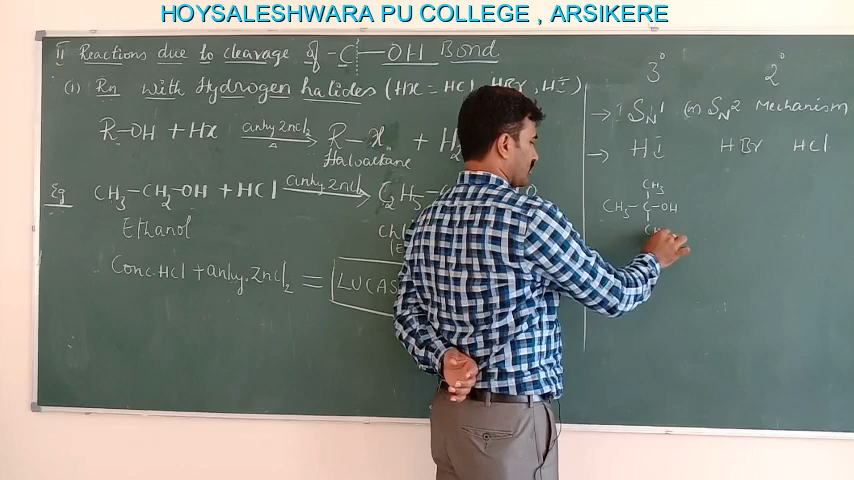 HOYSALESHWARA PU COLLEGE , ARSIKERE
II Reactions due to cleavage of -C-OH Bond
(1) Rn with Hydrogen halides (HX = HCl, HBr, HI)
R-OH + HX anhy ZnCl2 △ R-X + H2
Haloalkane
Eg CH3-CH2-OH + HCl anhy ZnCl2 C2H5-
Ethanol
Conc.HCl + anhy.ZnCl2 = LUCAS
3° 2°
→ SN1 (or) SN2 Mechanism
→ HI HBr HCl
CH3
CH3-C-OH